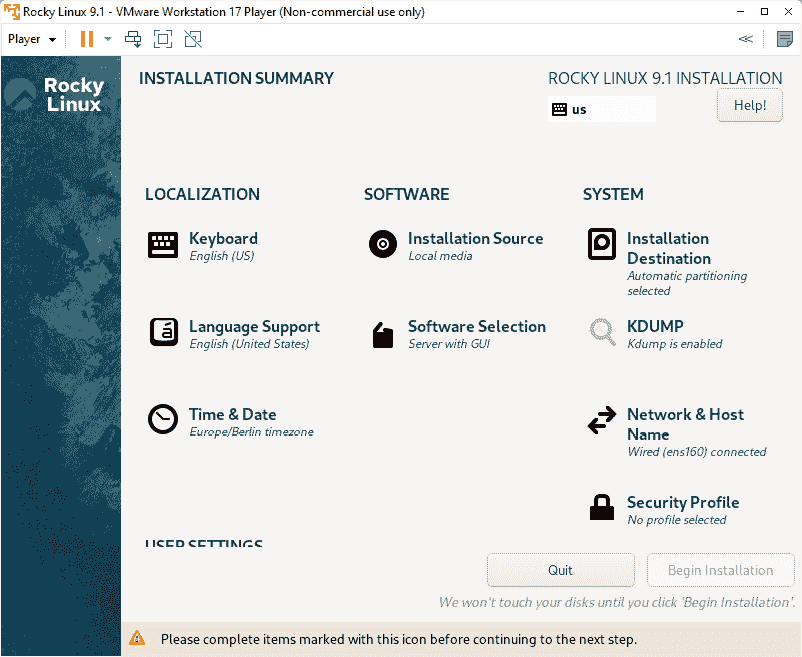 Rocky Linux 9.1 - VMware Workstation 17 Player (Non-commercial use only)
Player
Rocky
Linux
INSTALLATION SUMMARY
ROCKY LINUX 9.1 INSTALLATION
us
Help!
LOCALIZATION
Keyboard
English (US)
Language Support
English (United States)
Time & Date
Europe/Berlin timezone
SOFTWARE
Installation Source
Local media
Software Selection
Server with GUI
SYSTEM
Installation
Destination
Automatic partitioning
selected
KDUMP
Kdump is enabled
Network & Host
Name
Wired (ens160) connected
Security Profile
No profile selected
USER SETTINGS
Quit
Begin Installation
We won't touch your disks until you click 'Begin Installation'.
Please complete items marked with this icon before continuing to the next step.